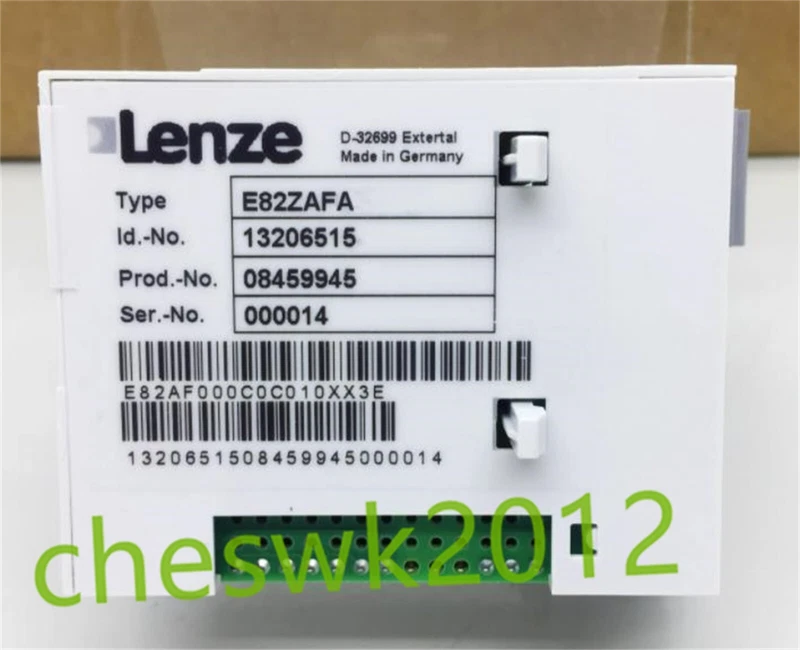 Lenze
D-32699 Extertal
Made in Germany
Type E82ZAFA
Id.-No. 13206515
Prod.-No. 08459945
Ser.-No. 000014
E82AF000C0C010XX3E
1320651508459945000014
cheswk2012